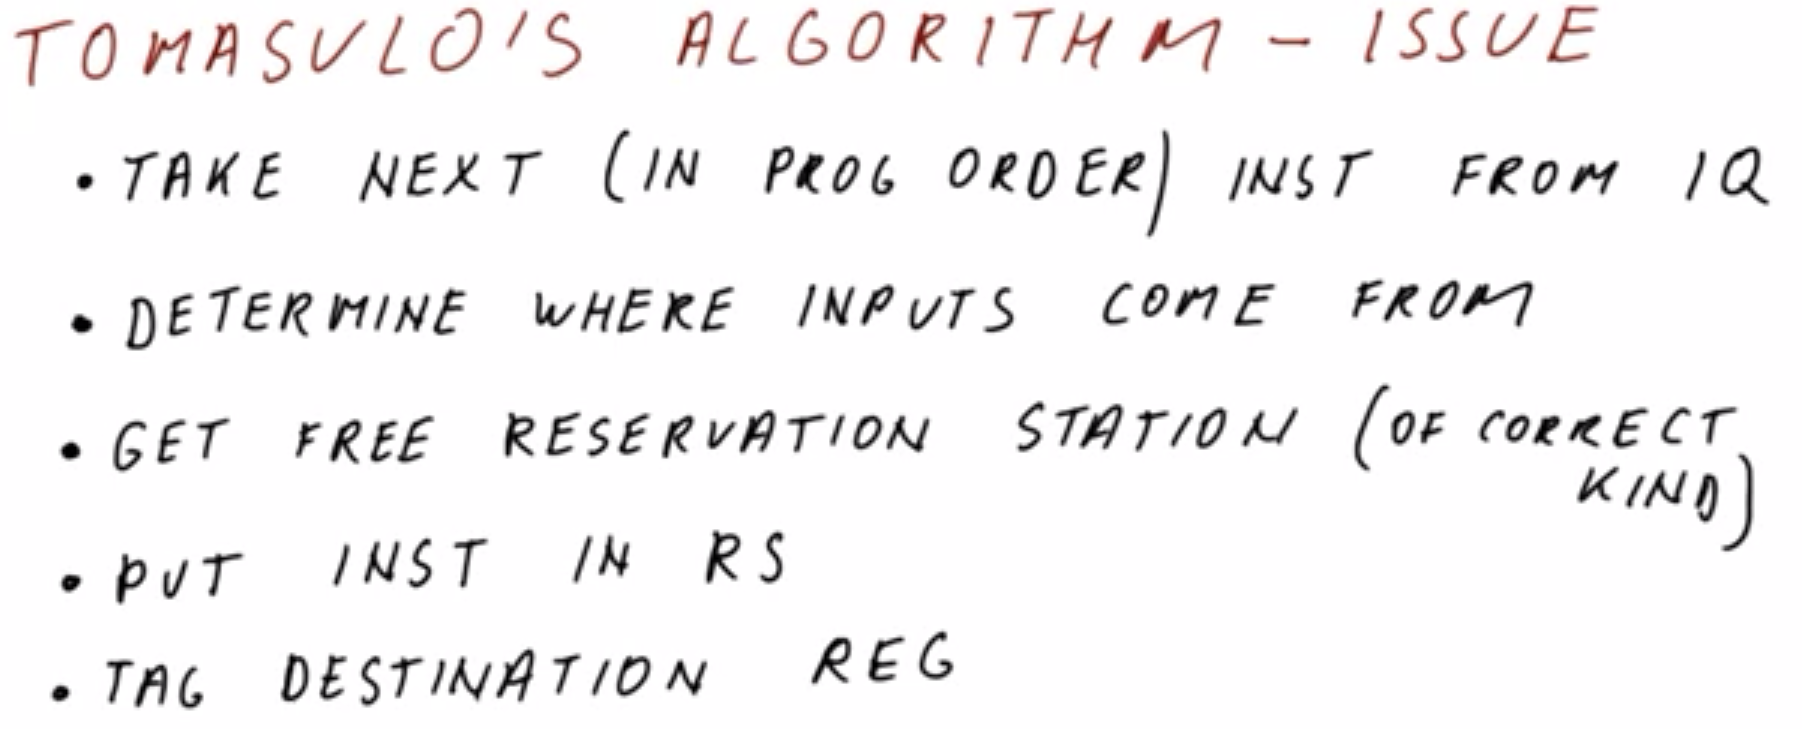 TOMASULO'S ALGORITHM - ISSUE
• TAKE NEXT (IN PROG ORDER) INST FROM IQ
• DETERMINE WHERE INPUTS COME FROM
• GET FREE RESERVATION STATION (OF CORRECT
KIND)
• PUT INST IN RS
• TAG DESTINATION REG